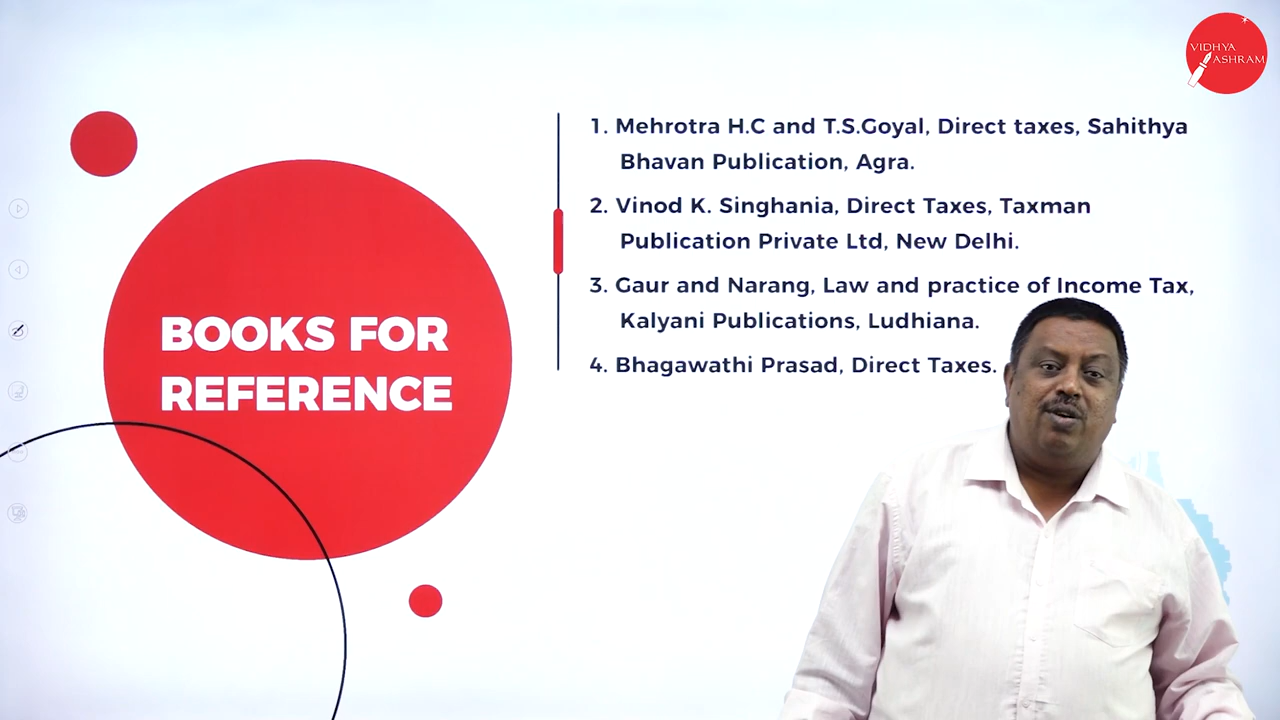 VIDHYA
ASHRAM
1. Mehrotra H.C and T.S.Goyal, Direct taxes, Sahithya
Bhavan Publication, Agra.
2. Vinod K. Singhania, Direct Taxes, Taxman
Publication Private Ltd, New Delhi.
3. Gaur and Narang, Law and practice of Income Tax,
Kalyani Publications, Ludhiana.
4. Bhagawathi Prasad, Direct Taxes.
BOOKS FOR
REFERENCE